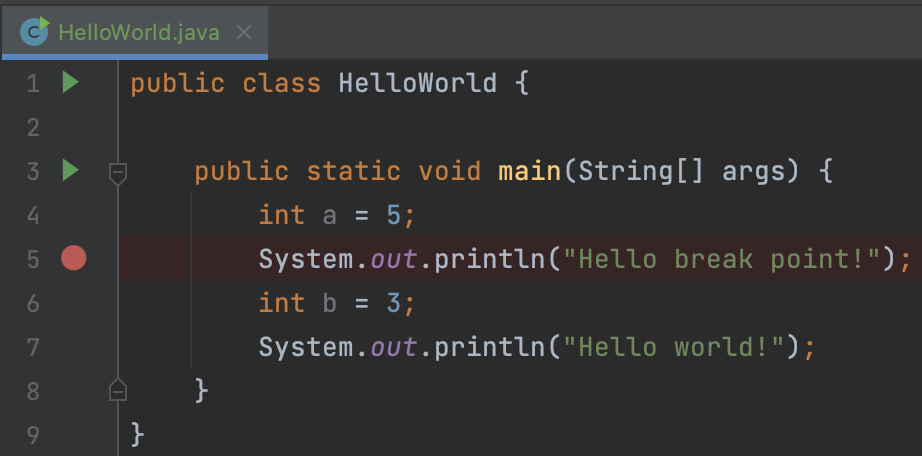 HelloWorld.java
1 public class HelloWorld {
2
3     public static void main(String[] args) {
4         int a = 5;
5         System.out.println("Hello break point!");
6         int b = 3;
7         System.out.println("Hello world!");
8     }
9 }